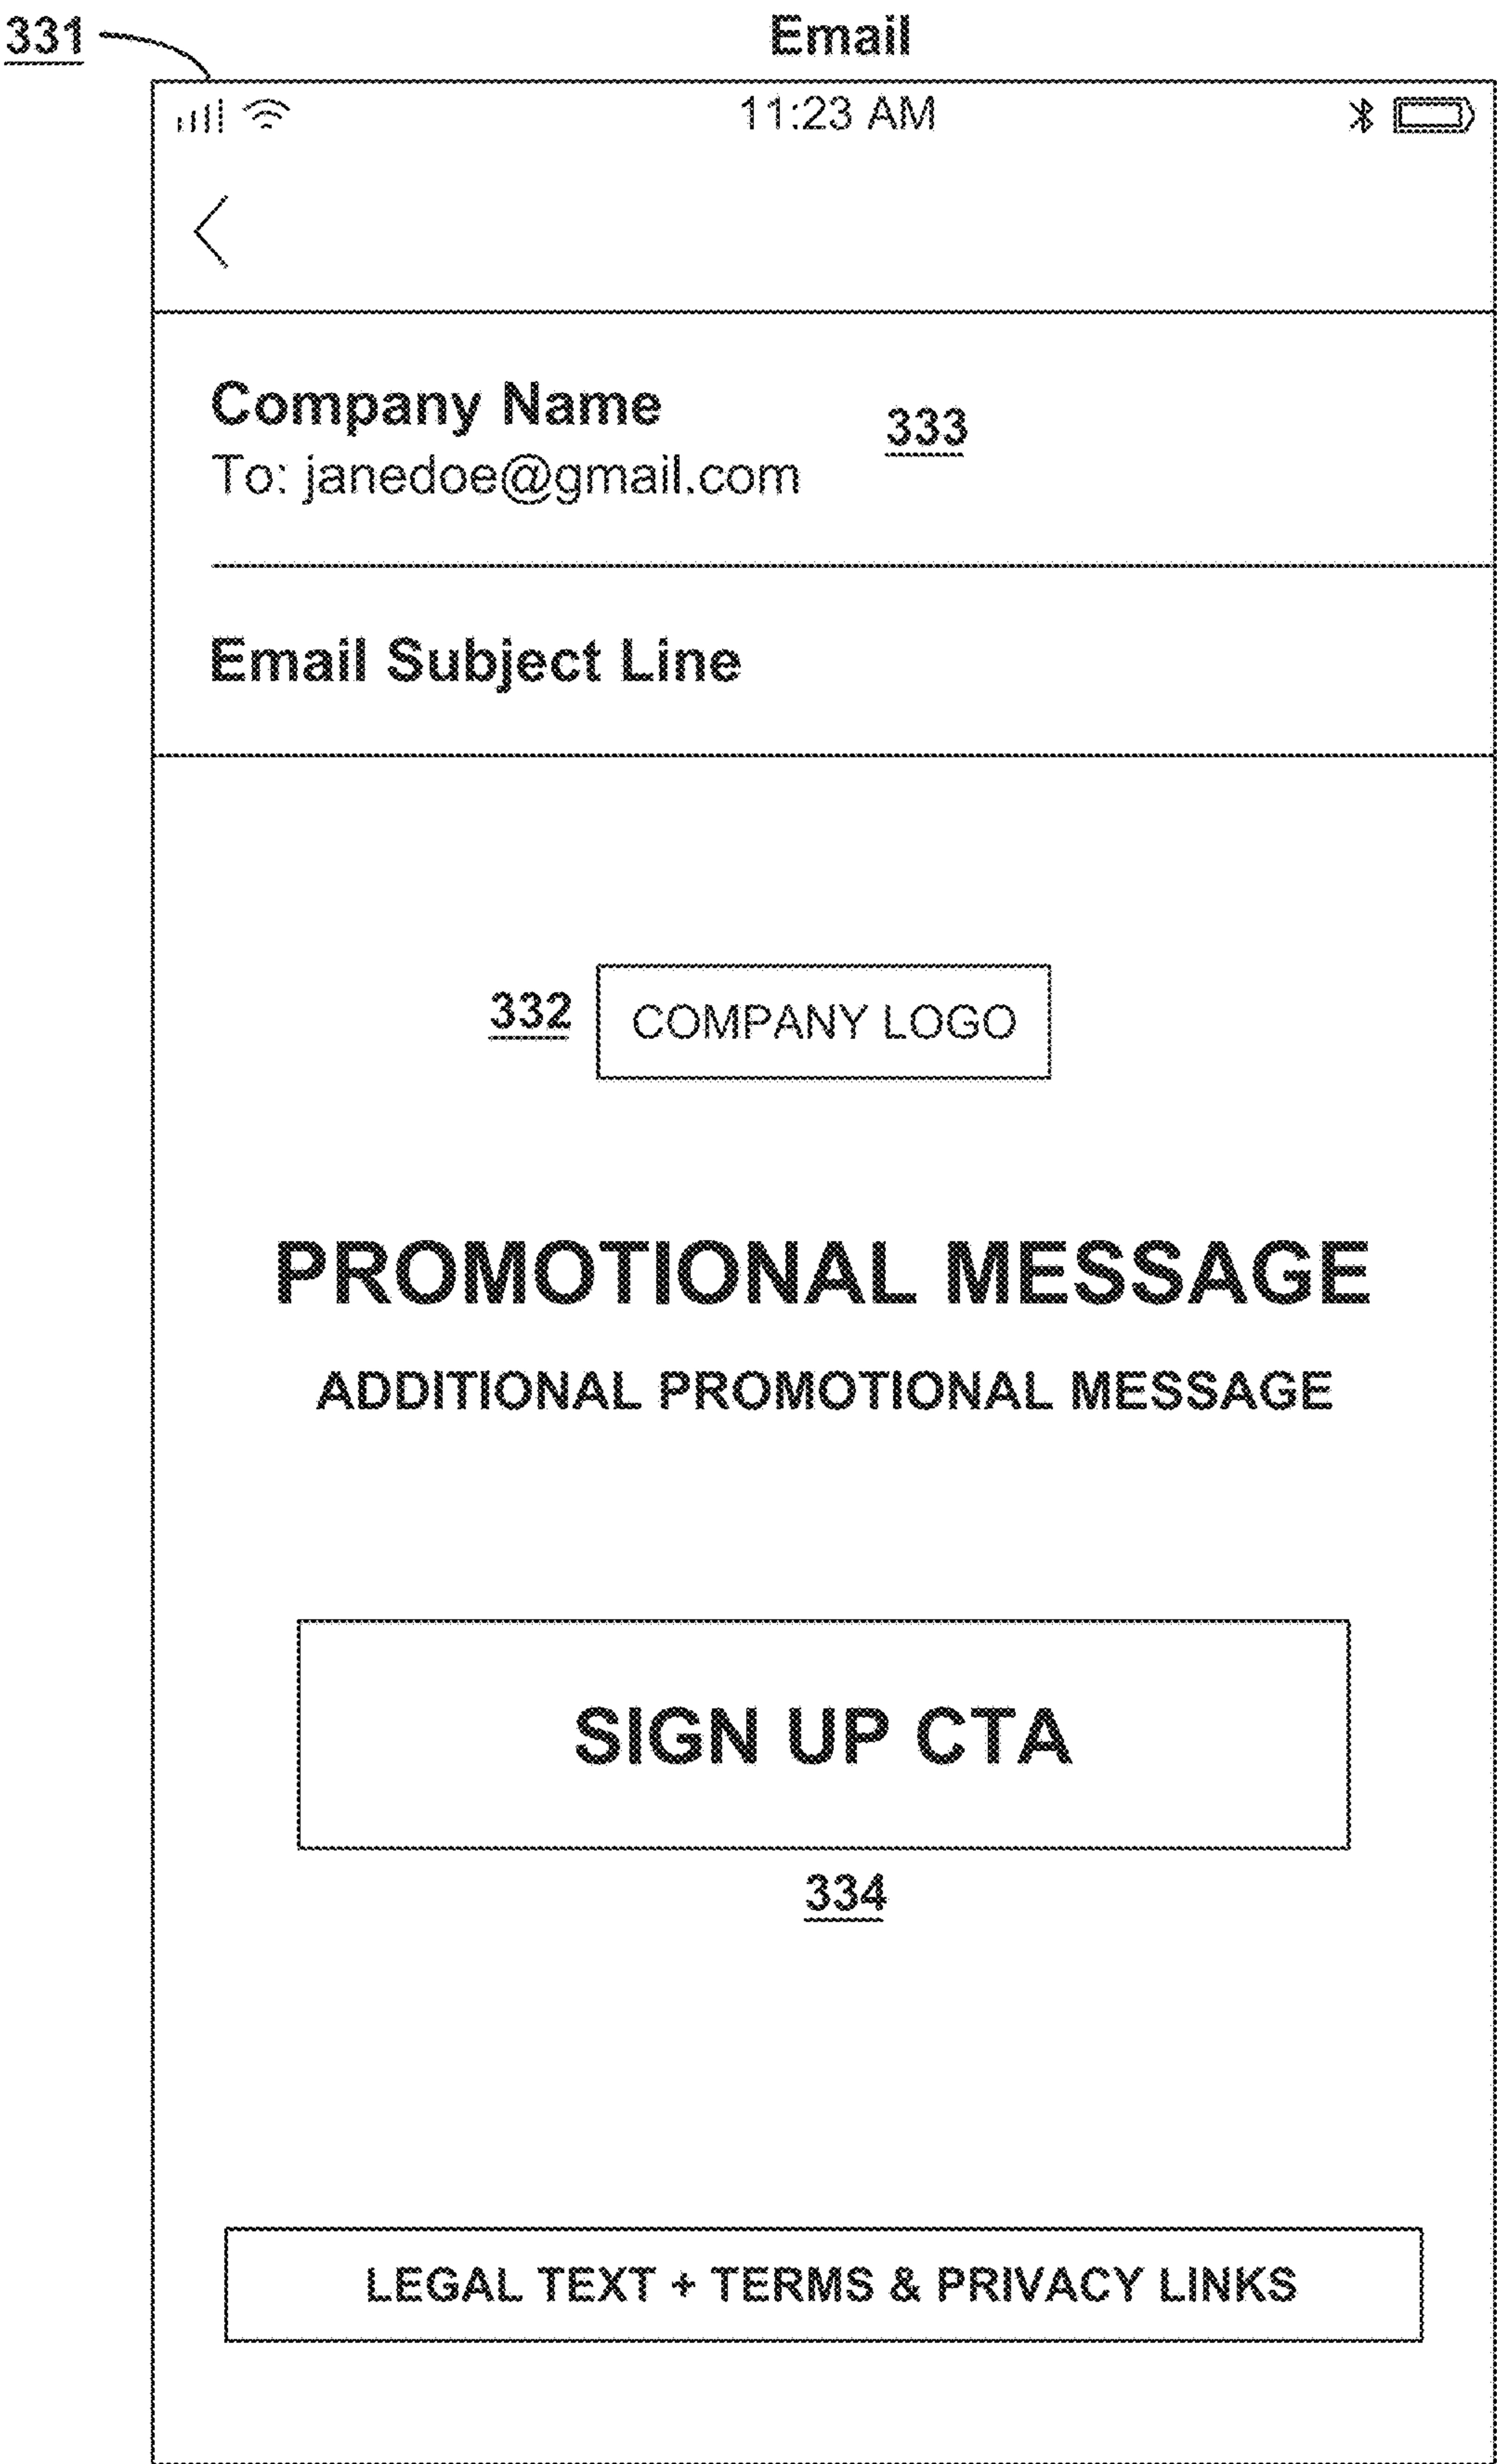 331
Email
11:23 AM
Company Name
333
To: janedoe@gmail.com
Email Subject Line
332
COMPANY LOGO
PROMOTIONAL MESSAGE
ADDITIONAL PROMOTIONAL MESSAGE
SIGN UP CTA
334
LEGAL TEXT + TERMS & PRIVACY LINKS